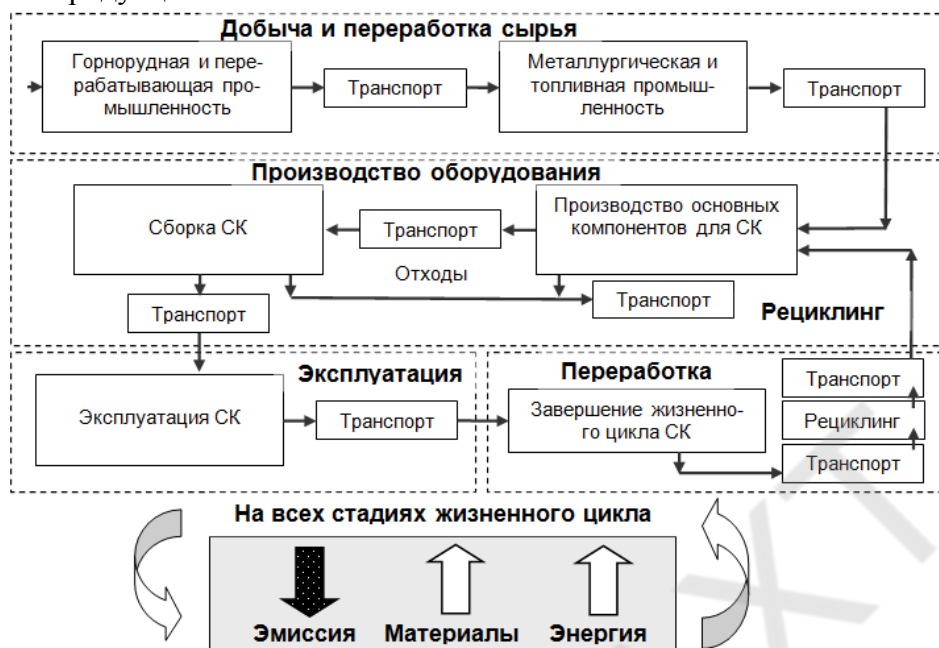 Добыча и переработка сырья
Горнорудная и пере-
рабатывающая про-
мышленность
Транспорт
Металлургическая и
топливная промыш-
ленность
Транспорт
Производство оборудования
Сборка СК
Транспорт
Производство основных
компонентов для СК
Отходы
Транспорт
Транспорт
Рециклинг
Эксплуатация
Эксплуатация СК
Транспорт
Переработка
Завершение жизненно-
го цикла СК
Транспорт
Рециклинг
Транспорт
На всех стадиях жизненного цикла
Эмиссия
Материалы
Энергия